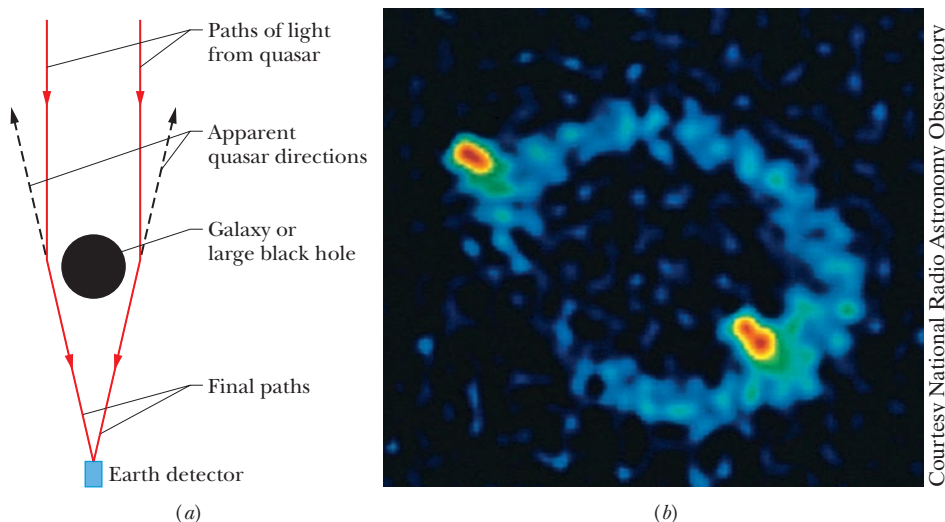 Paths of light
from quasar
Apparent
quasar directions
Galaxy or
large black hole
Final paths
Earth detector
(a)
(b)
Courtesy National Radio Astronomy Observatory